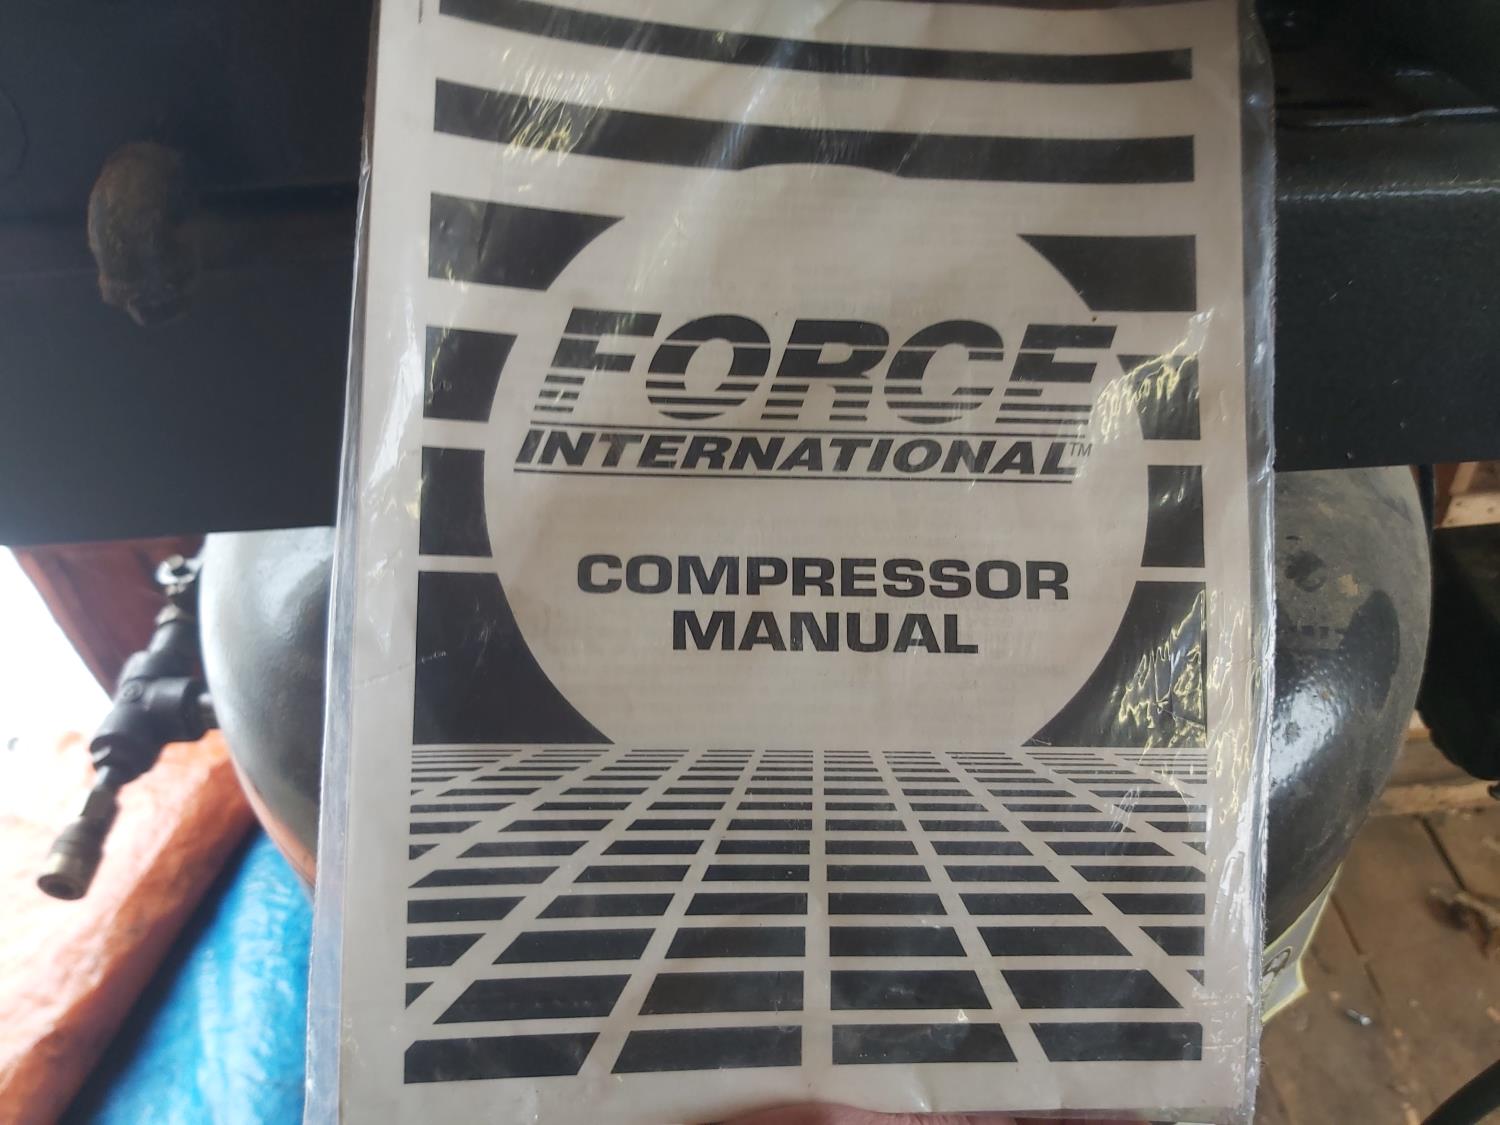 FORCE
INTERNATIONAL™
COMPRESSOR
MANUAL